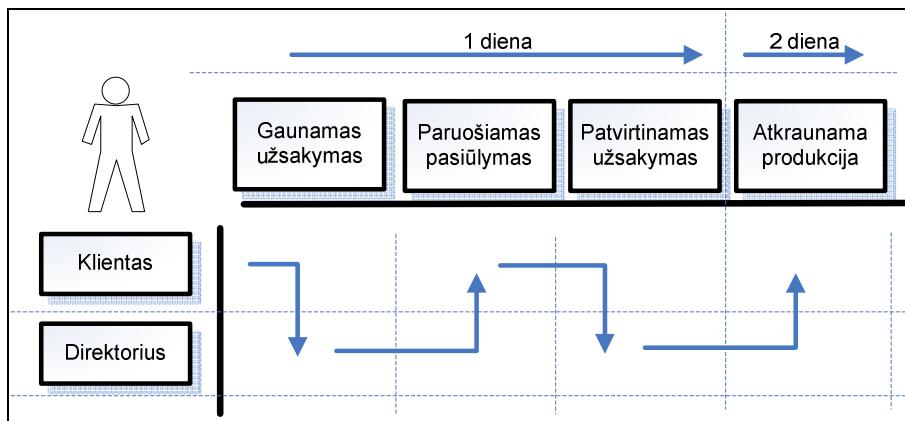 1 diena
2 diena
Gaunamas
užsakymas
Paruošiamas
pasiūlymas
Patvirtinamas
užsakymas
Atkraunama
produkcija
Klientas
Direktorius